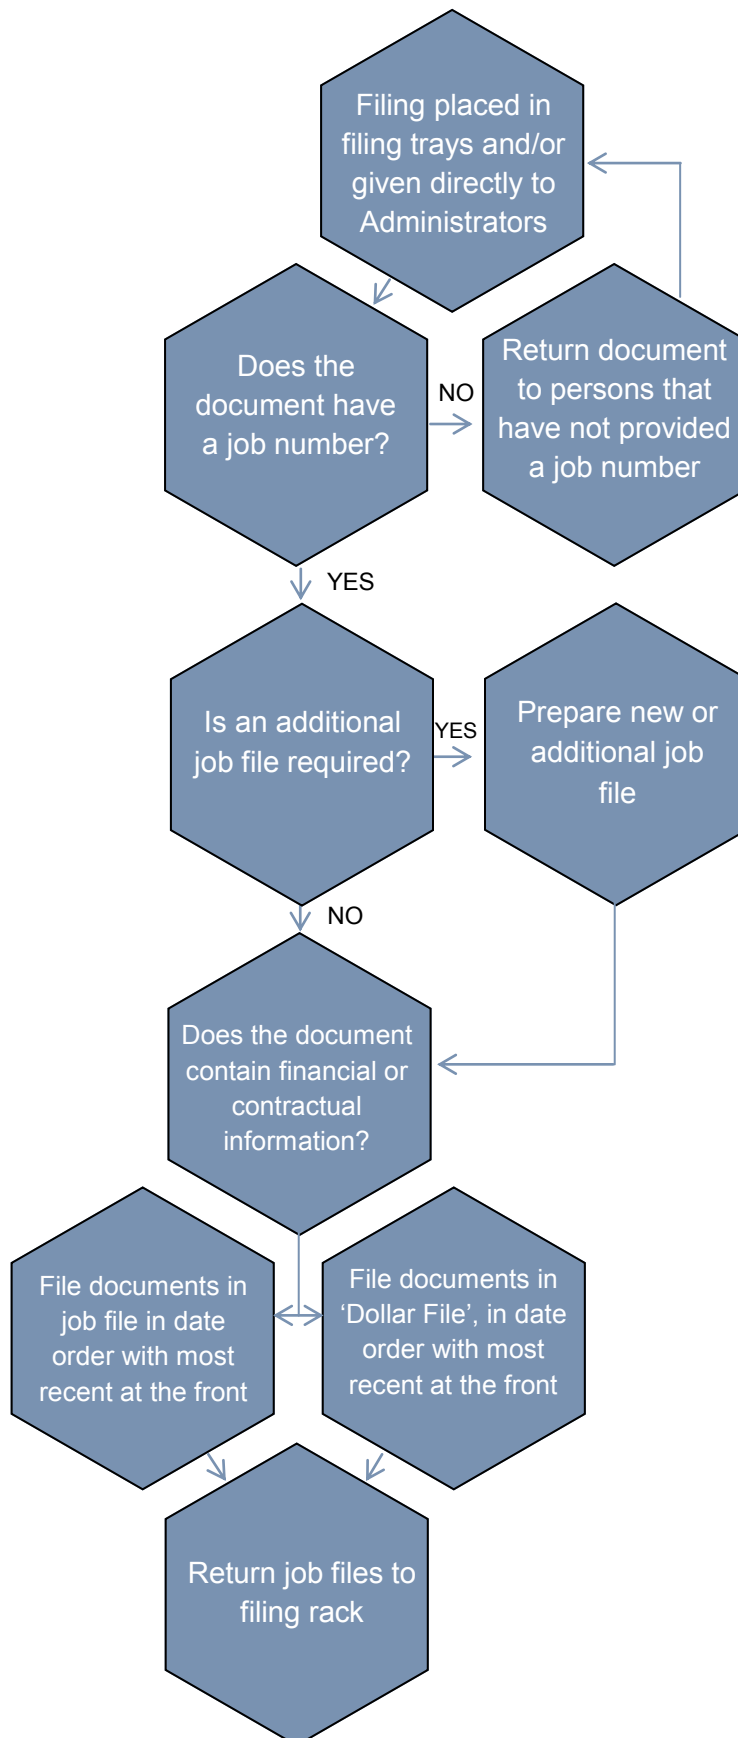 Filing placed in
filing trays and/or
given directly to
Administrators
Does the
document have
a job number?
NO
Return document
to persons that
have not provided
a job number
YES
Is an additional
job file required?
YES
Prepare new or
additional job
file
NO
Does the document
contain financial or
contractual
information?
File documents in
job file in date
order with most
recent at the front
File documents in
‘Dollar File’, in date
order with most
recent at the front
Return job files to
filing rack